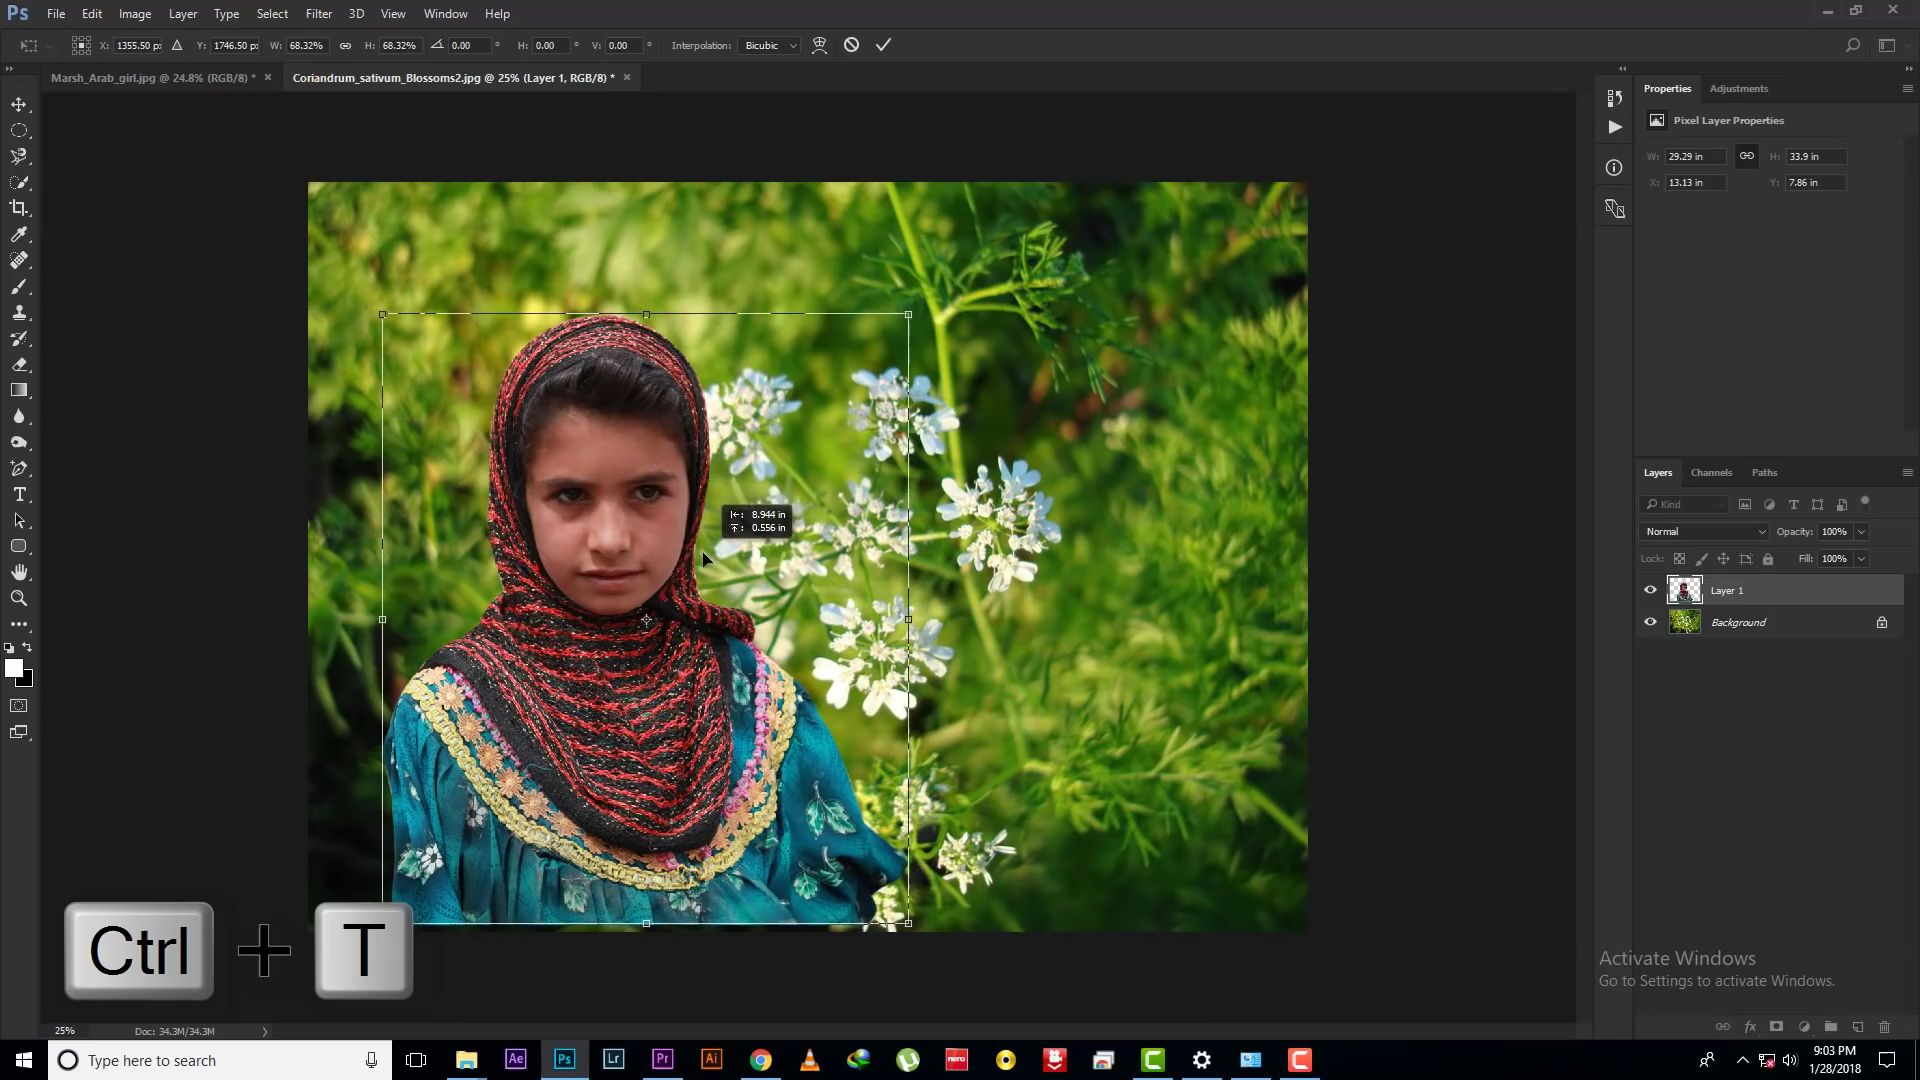 Ps File Edit Image Layer Type Select Filter 3D View Window Help
X: 1355.50 px Y: 1746.50 px W: 68.32% H: 68.32% 0.00 ° H: 0.00 ° V: 0.00 ° Interpolation: Bicubic
Marsh_Arab_girl.jpg @ 24.8% (RGB/8) * × Coriandrum_sativum_Blossoms2.jpg @ 25% (Layer 1, RGB/8) * ×
Properties Adjustments
Pixel Layer Properties
W: 29.29 in H: 33.9 in
X: 13.13 in Y: 7.86 in
Layers Channels Paths
Kind
Normal Opacity: 100%
Lock: Fill: 100%
Layer 1
Background
8.944 in
0.556 in
T
Ctrl + T
Activate Windows
Go to Settings to activate Windows.
25% Doc: 34.3M/34.3M
fx
Type here to search
Ae Ps Lr Pr Ai nero
9:03 PM
1/28/2018